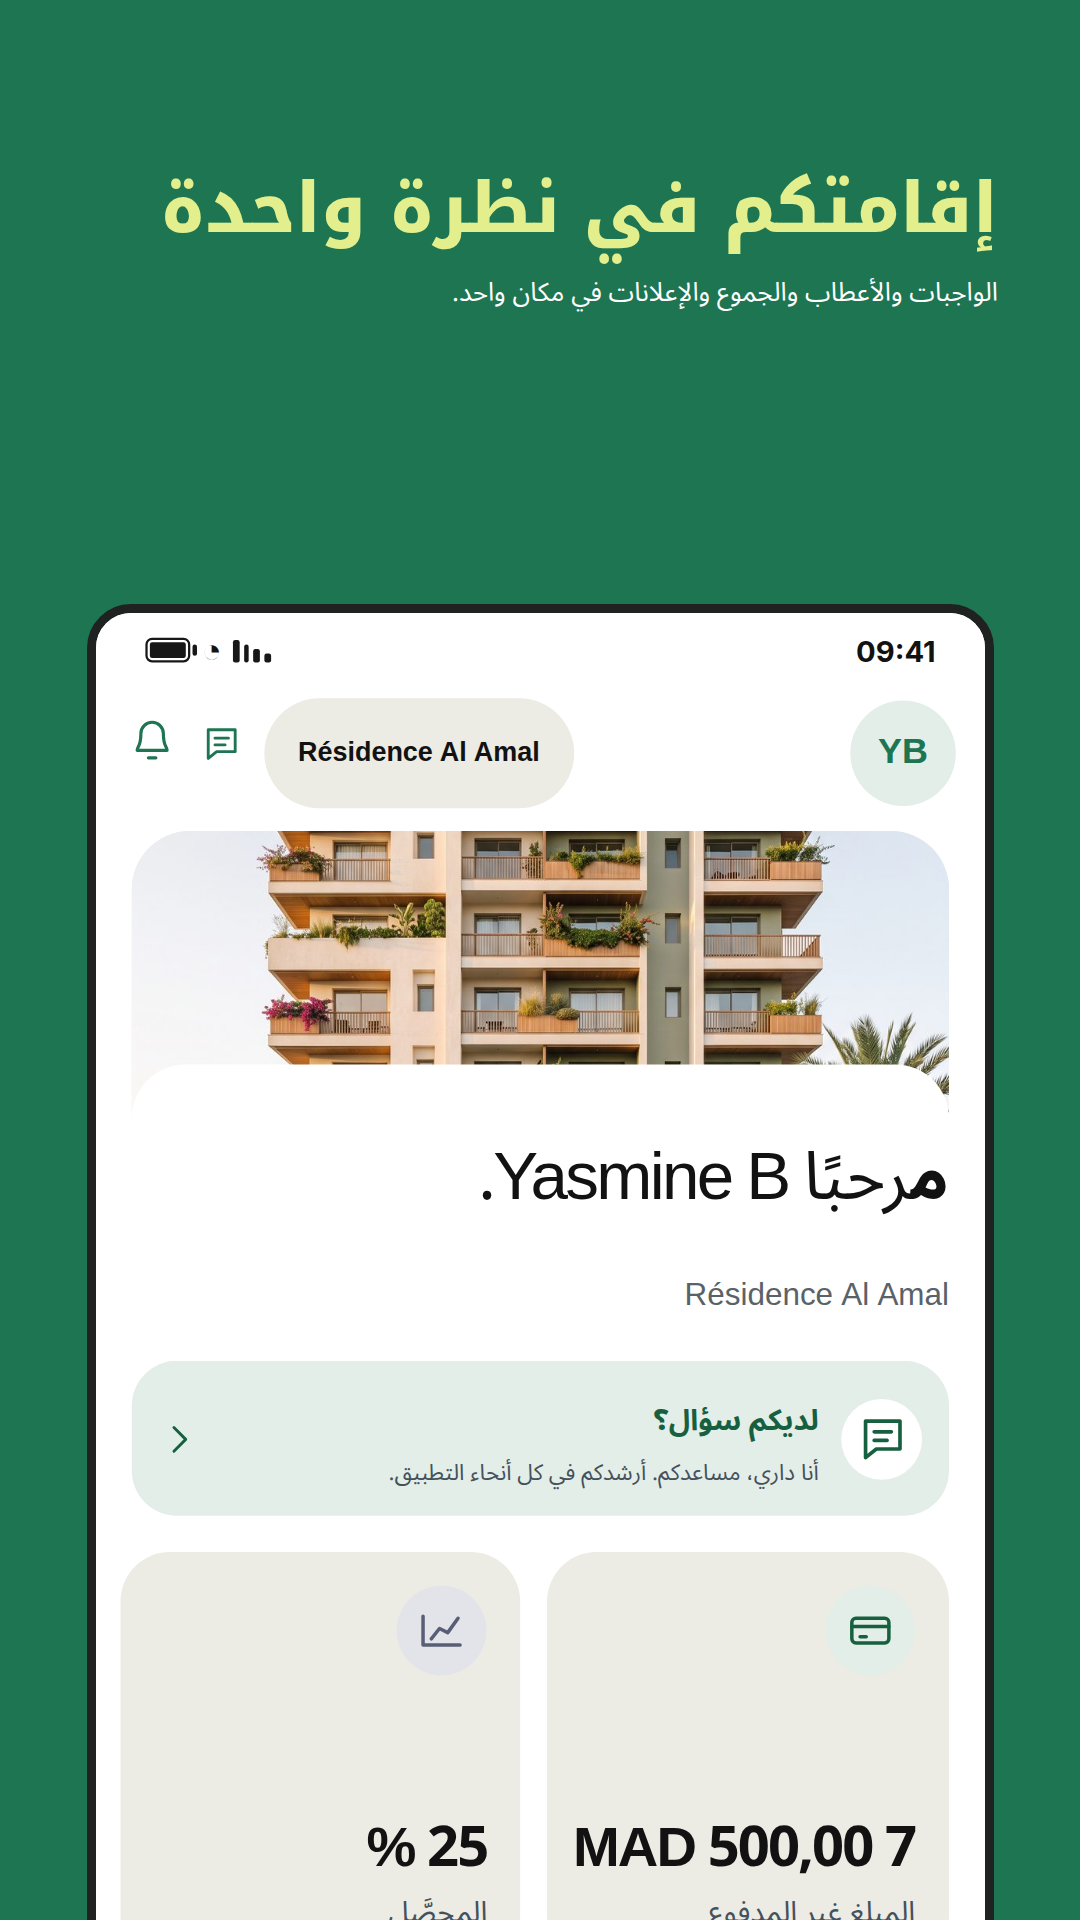 إقامتكم في نظرة واحدة
الواجبات والأعطاب والجموع والإعلانات في مكان واحد.
09:41
YB
Résidence Al Amal
مرحبًا Yasmine B.
Résidence Al Amal
لديكم سؤال؟
أنا داري، مساعدكم. أرشدكم في كل أنحاء التطبيق.
MAD 500,00 7
المبلغ غير المدفوع
% 25
المحصَّل